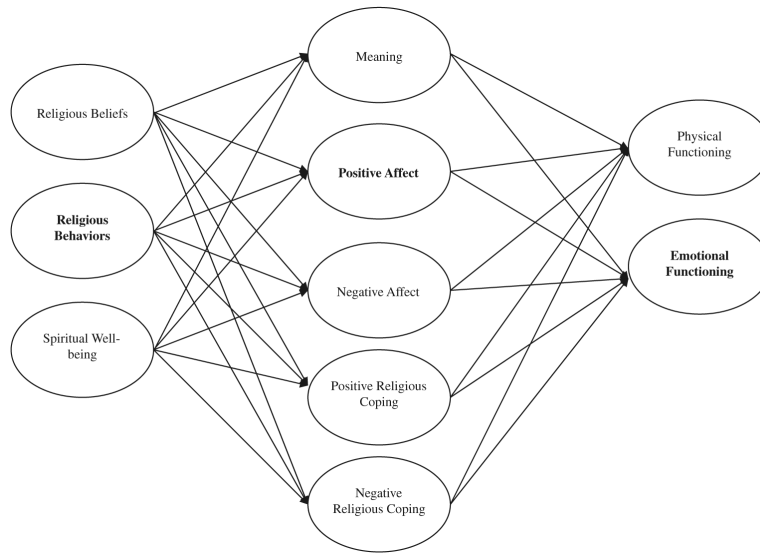 Religious Beliefs
Religious
Behaviors
Spiritual Well-
being
Meaning
Positive Affect
Negative Affect
Positive Religious
Coping
Negative
Religious Coping
Physical
Functioning
Emotional
Functioning